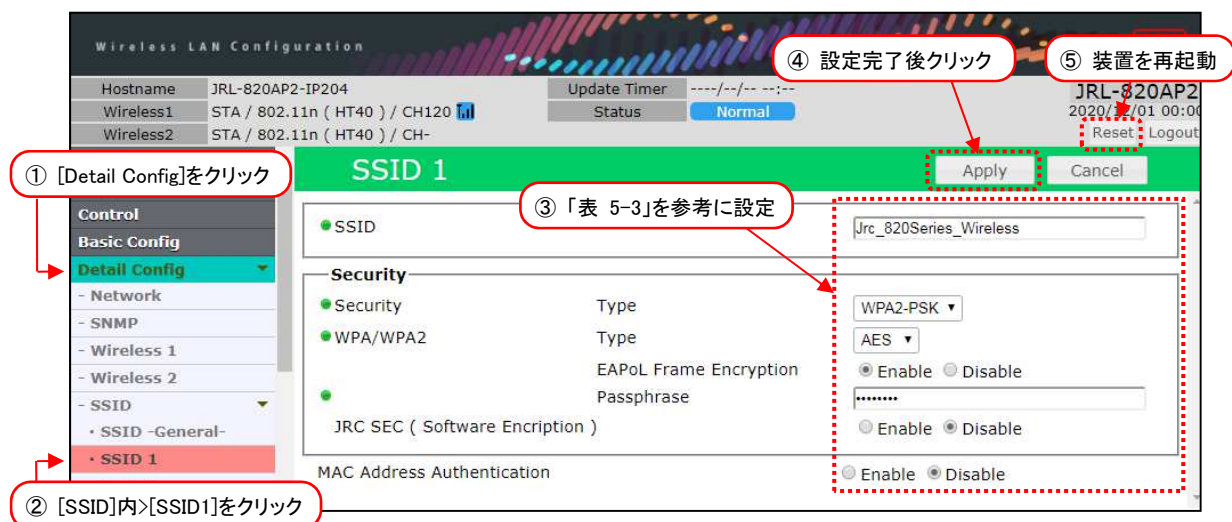 Wireless LAN Configuration
④ 設定完了後クリック
⑤ 装置を再起動
Hostname JRL-820AP2-IP204 Update Timer ----/--/-- --:-- JRL-820AP2
Wireless1 STA / 802.11n ( HT40 ) / CH120 Status Normal 2020/12/01 00:00
Wireless2 STA / 802.11n ( HT40 ) / CH- Reset Logout
① [Detail Config]をクリック
SSID 1 Apply Cancel
③ 「表 5-3」を参考に設定
Control
Basic Config
Detail Config
- Network
- SNMP
- Wireless 1
- Wireless 2
- SSID
・SSID -General-
・SSID 1
② [SSID]内>[SSID1]をクリック
SSID Jrc_820Series_Wireless
Security
Security Type WPA2-PSK
WPA/WPA2 Type AES
EAPoL Frame Encryption Enable Disable
Passphrase ••••••••
JRC SEC ( Software Encription ) Enable Disable
MAC Address Authentication Enable Disable